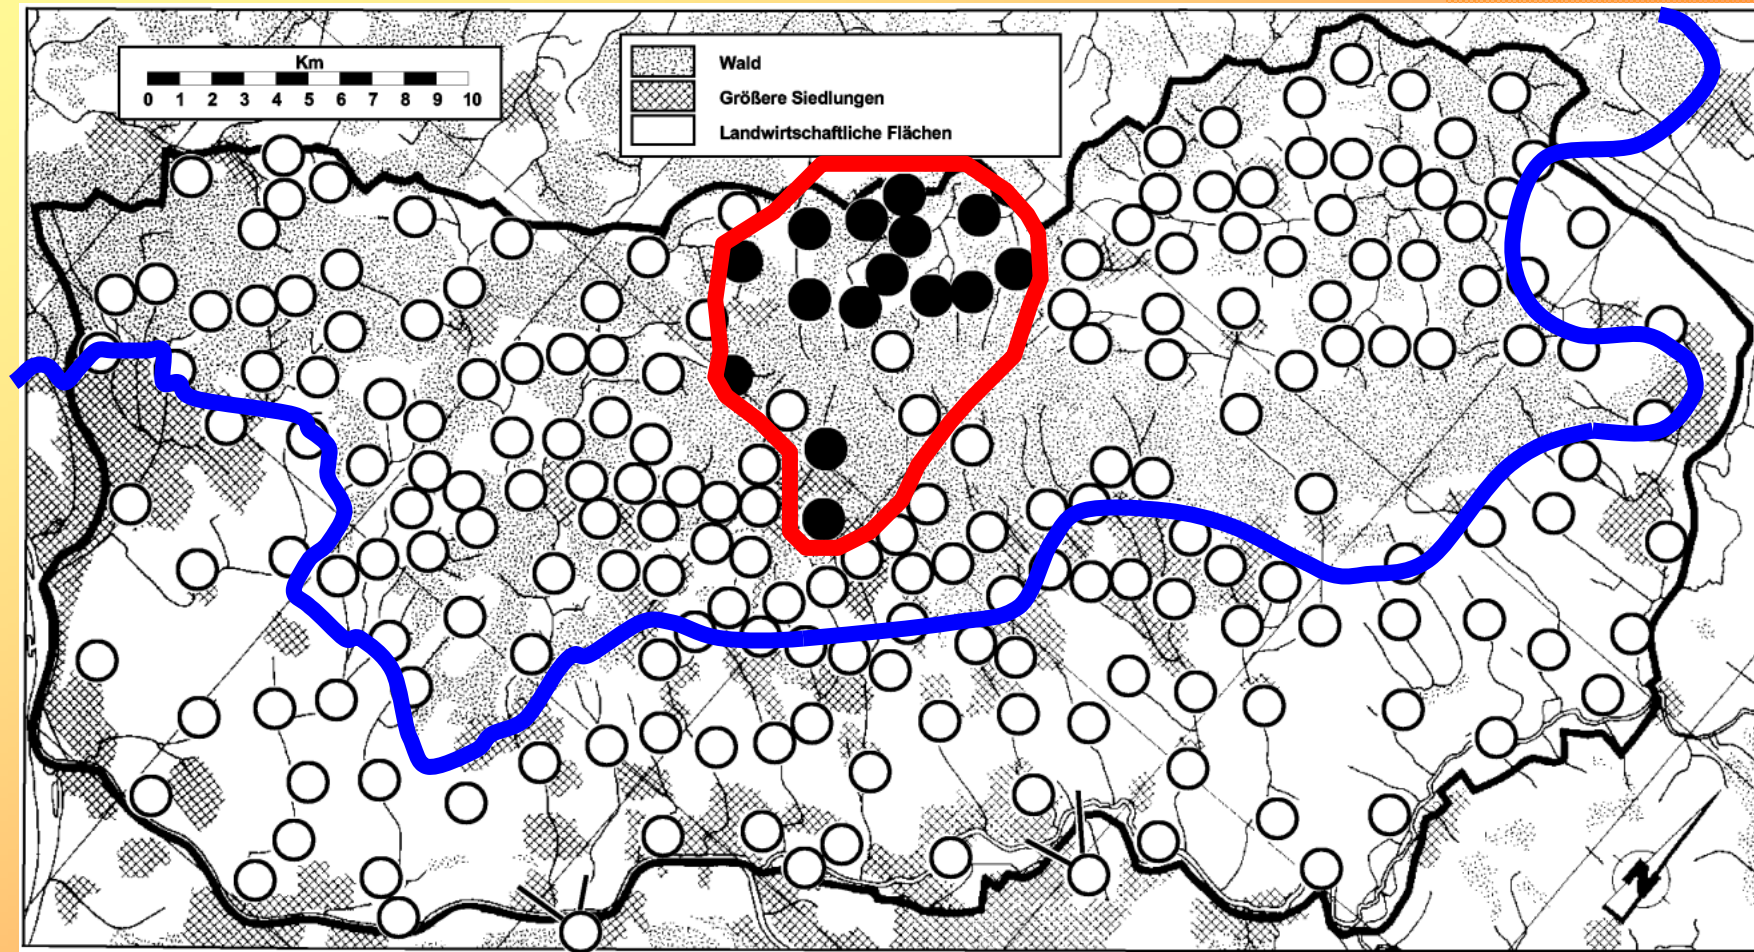 Km
0 1 2 3 4 5 6 7 8 9 10
Wald
Größere Siedlungen
Landwirtschaftliche Flächen
N